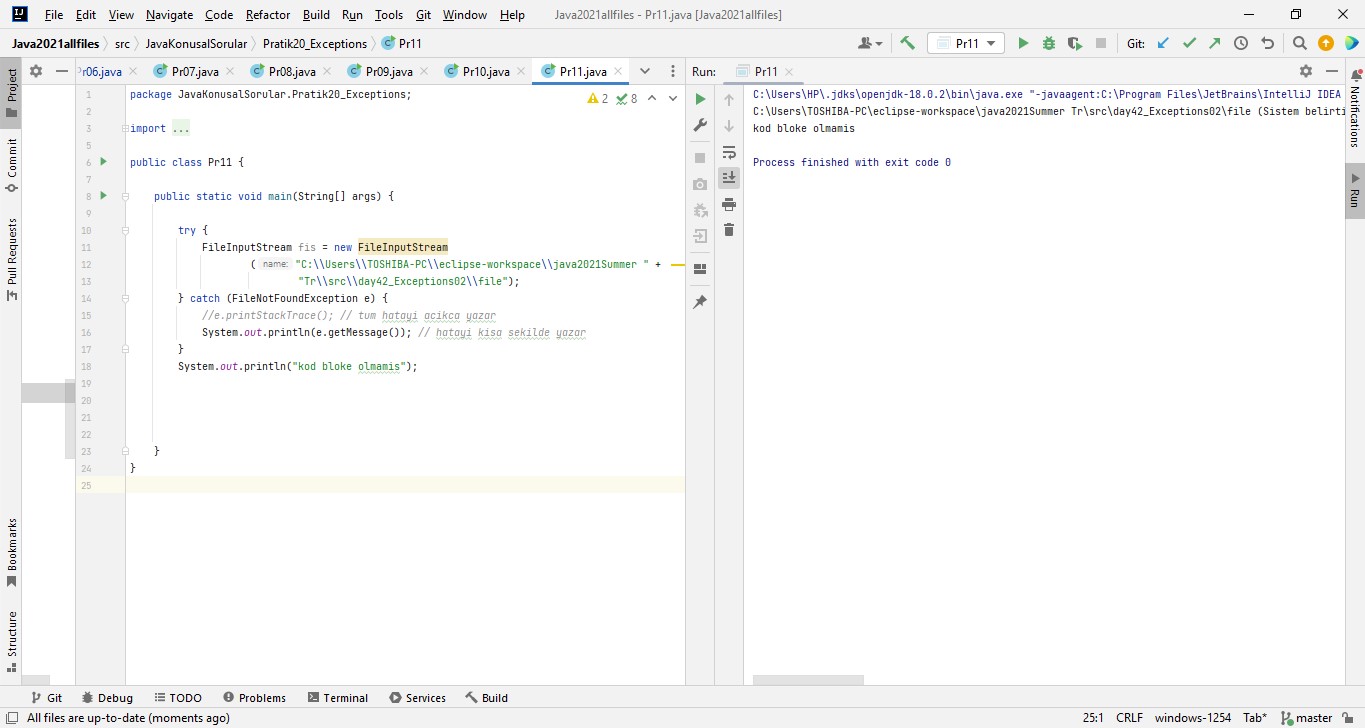 File Edit View Navigate Code Refactor Build Run Tools Git Window Help Java2021allfiles - Pr11.java [Java2021allfiles]
Java2021allfiles src JavaKonusalSorular Pratik20_Exceptions Pr11 Pr11 Git:
r06.java Pr07.java Pr08.java Pr09.java Pr10.java Pr11.java Run: Pr11
Project
Commit
Pull Requests
Bookmarks
Structure
2 8
1 package JavaKonusalSorular.Pratik20_Exceptions;
2
3 import ...
5
6 public class Pr11 {
7
8 public static void main(String[] args) {
9
10 try {
11 FileInputStream fis = new FileInputStream
12 ( name: "C:\\Users\\TOSHIBA-PC\\eclipse-workspace\\java2021Summer " +
13 "Tr\\src\\day42_Exceptions02\\file");
14 } catch (FileNotFoundException e) {
15 //e.printStackTrace(); // tum hatayi acikca yazar
16 System.out.println(e.getMessage()); // hatayi kisa sekilde yazar
17 }
18 System.out.println("kod bloke olmamis");
19
20
21
22
23 }
24 }
25
C:\Users\HP\.jdks\openjdk-18.0.2\bin\java.exe "-javaagent:C:\Program Files\JetBrains\IntelliJ IDEA
C:\Users\TOSHIBA-PC\eclipse-workspace\java2021Summer Tr\src\day42_Exceptions02\file (Sistem belirti
kod bloke olmamis
Process finished with exit code 0
Notifications
Run
Git Debug TODO Problems Terminal Services Build
All files are up-to-date (moments ago) 25:1 CRLF windows-1254 Tab* master